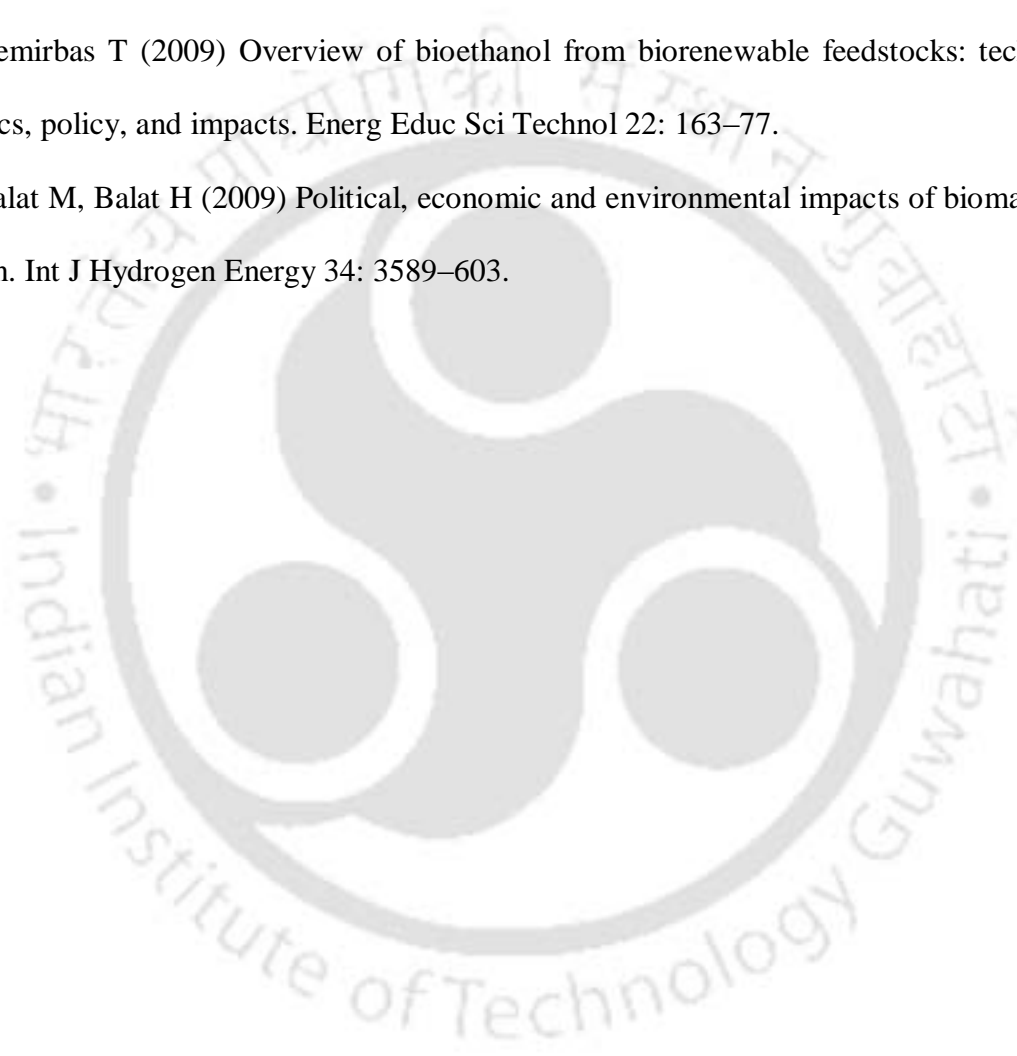 emirbas T (2009) Overview of bioethanol from biorenewable feedstocks: tec
cs, policy, and impacts. Energ Educ Sci Technol 22: 163–77.
alat M, Balat H (2009) Political, economic and environmental impacts of bioma
n. Int J Hydrogen Energy 34: 3589–603.
भारतीय प्रौद्योगिकी संस्थान गुवाहाटी
• Indian Institute of Technology Guwahati •